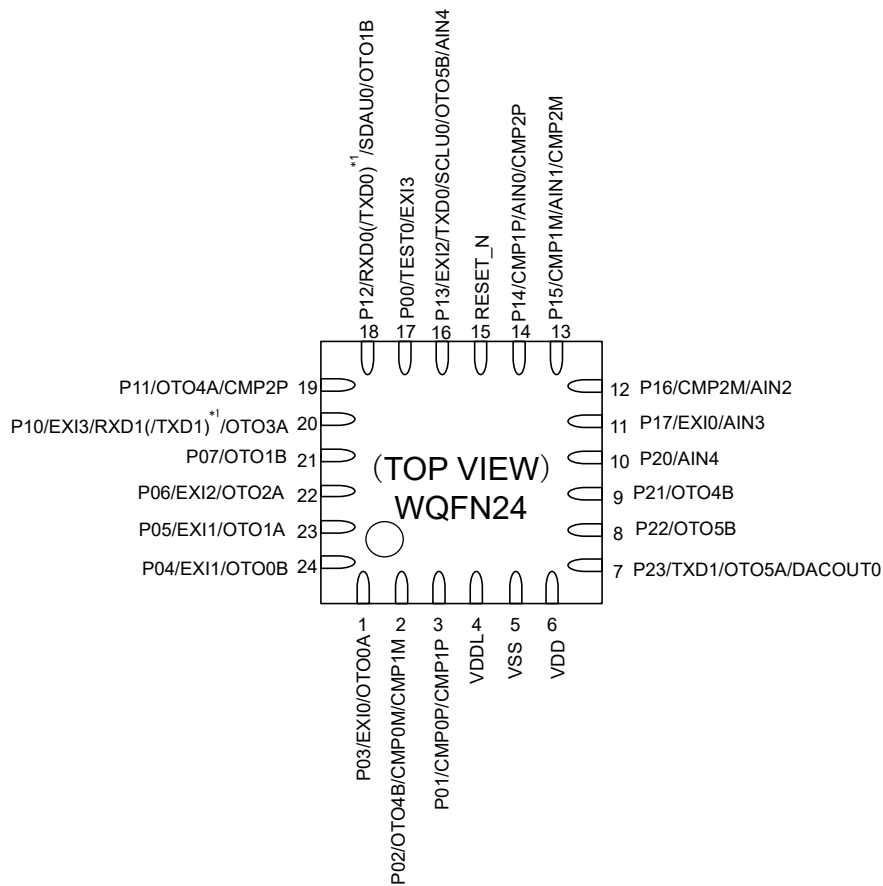 P12/RXD0(/TXD0)*1/SDAU0/OTO1B
P00/TEST0/EXI3
P13/EXI2/TXD0/SCLU0/OTO5B/AIN4
RESET_N
P14/CMP1P/AIN0/CMP2P
P15/CMP1M/AIN1/CMP2M
18 17 16 15 14 13
P11/OTO4A/CMP2P 19
P10/EXI3/RXD1(/TXD1)*1/OTO3A 20
P07/OTO1B 21
P06/EXI2/OTO2A 22
P05/EXI1/OTO1A 23
P04/EXI1/OTO0B 24
(TOP VIEW)
WQFN24
12 P16/CMP2M/AIN2
11 P17/EXI0/AIN3
10 P20/AIN4
9 P21/OTO4B
8 P22/OTO5B
7 P23/TXD1/OTO5A/DACOUT0
1 2 3 4 5 6
P03/EXI0/OTO0A
P02/OTO4B/CMP0M/CMP1M
P01/CMP0P/CMP1P
VDDL
VSS
VDD